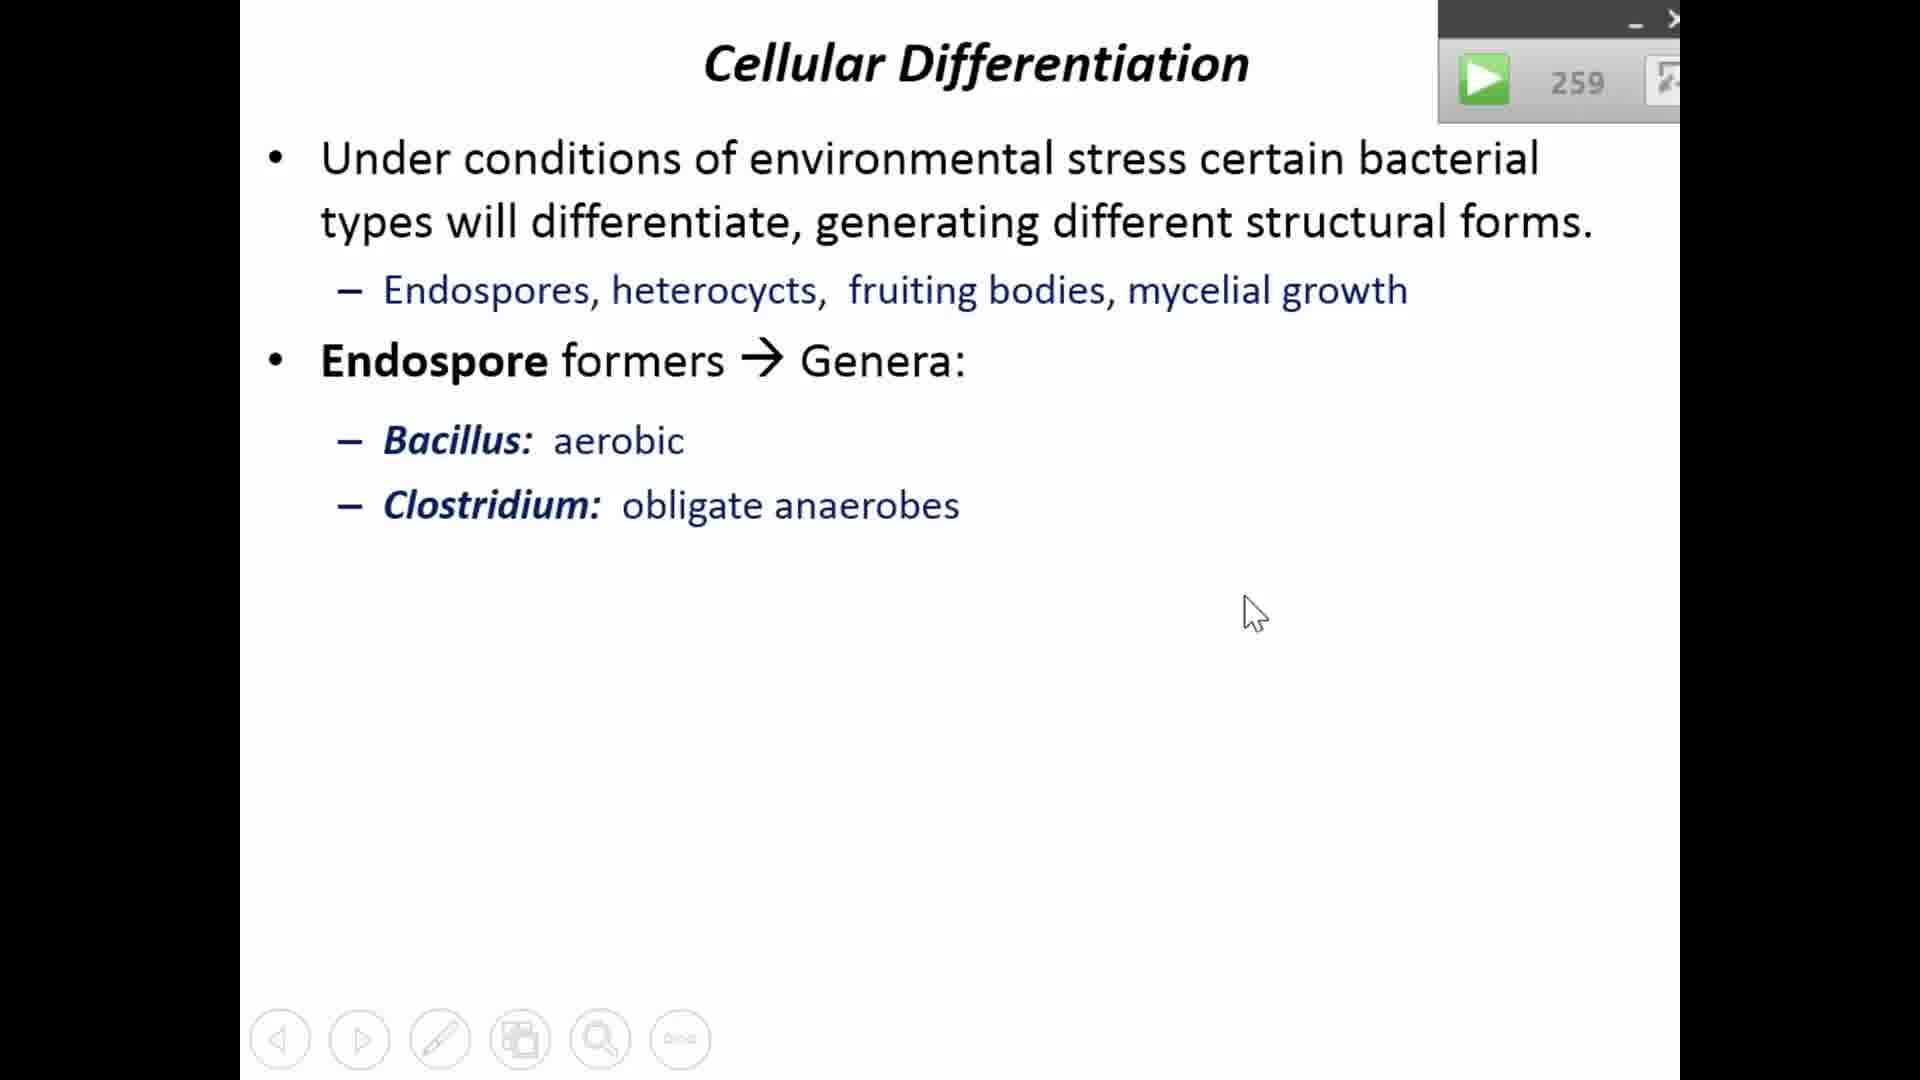 Cellular Differentiation
259
• Under conditions of environmental stress certain bacterial
types will differentiate, generating different structural forms.
– Endospores, heterocycts, fruiting bodies, mycelial growth
• Endospore formers → Genera:
– Bacillus: aerobic
– Clostridium: obligate anaerobes